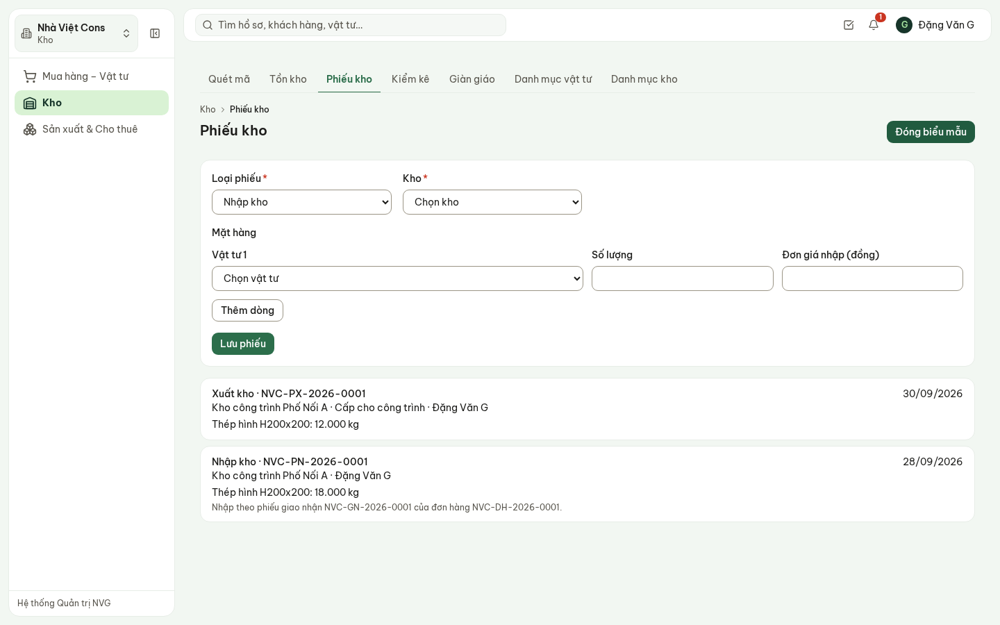 Nhà Việt Cons
Kho
Tìm hồ sơ, khách hàng, vật tư...
1
G
Đặng Văn G
Mua hàng – Vật tư
Kho
Sản xuất & Cho thuê
Hệ thống Quản trị NVG
Quét mã
Tồn kho
Phiếu kho
Kiểm kê
Giàn giáo
Danh mục vật tư
Danh mục kho
Kho
Phiếu kho
Phiếu kho
Đóng biểu mẫu
Loại phiếu *
Kho *
Nhập kho
Chọn kho
Mặt hàng
Vật tư 1
Số lượng
Đơn giá nhập (đồng)
Chọn vật tư
Thêm dòng
Lưu phiếu
Xuất kho · NVC-PX-2026-0001
30/09/2026
Kho công trình Phố Nối A · Cấp cho công trình · Đặng Văn G
Thép hình H200x200: 12.000 kg
Nhập kho · NVC-PN-2026-0001
28/09/2026
Kho công trình Phố Nối A · Đặng Văn G
Thép hình H200x200: 18.000 kg
Nhập theo phiếu giao nhận NVC-GN-2026-0001 của đơn hàng NVC-DH-2026-0001.